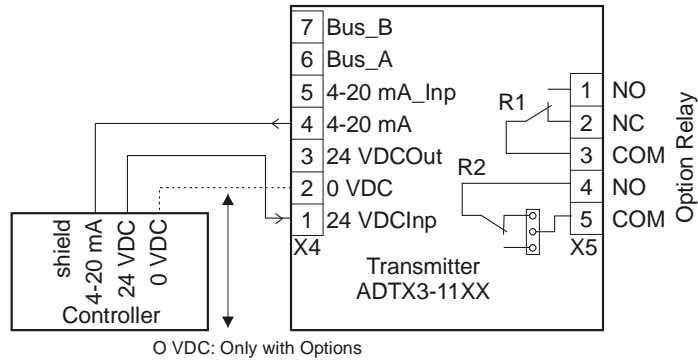 7 Bus_B
6 Bus_A
5 4-20 mA_Inp
4 4-20 mA
3 24 VDCOut
2 0 VDC
1 24 VDCInp
X4
R1
R2
1 NO
2 NC
3 COM
4 NO
5 COM
X5
Option Relay
Transmitter
ADTX3-11XX
shield
4-20 mA
24 VDC
0 VDC
Controller
O VDC: Only with Options